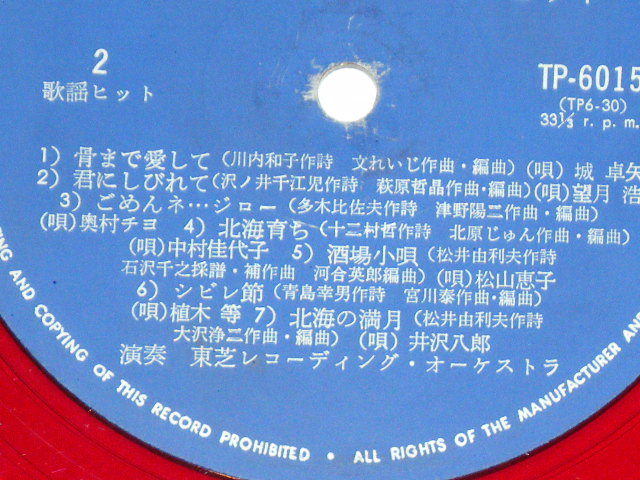 2
歌謡ヒット
TP-6015
(TP6-30)
33⅓ r. p. m.
1) 骨まで愛して(川内和子作詩 文れいじ作曲・編曲)(唄) 城 卓矢
2) 君にしびれて(沢ノ井千江児作詩 萩原哲晶作曲・編曲)(唄)望月 浩
3) ごめんネ…ジロー(多木比佐夫作詩 津野陽二作曲・編曲)
(唄)奥村チヨ 4) 北海育ち(十二村哲作詩 北原じゅん作曲・編曲)
(唄)中村佳代子 5) 酒場小唄(松井由利夫作詩
石沢千之採譜・補作曲 河合英郎編曲)(唄)松山恵子
6) シビレ節(青島幸男作詩 宮川泰作曲・編曲)
(唄)植木 等 7) 北海の満月(松井由利夫作詩
大沢浄二作曲・編曲) (唄) 井沢八郎
演奏 東芝レコーディング・オーケストラ
AND COPYING OF THIS RECORD PROHIBITED • ALL RIGHTS OF THE MANUFACTURER AND